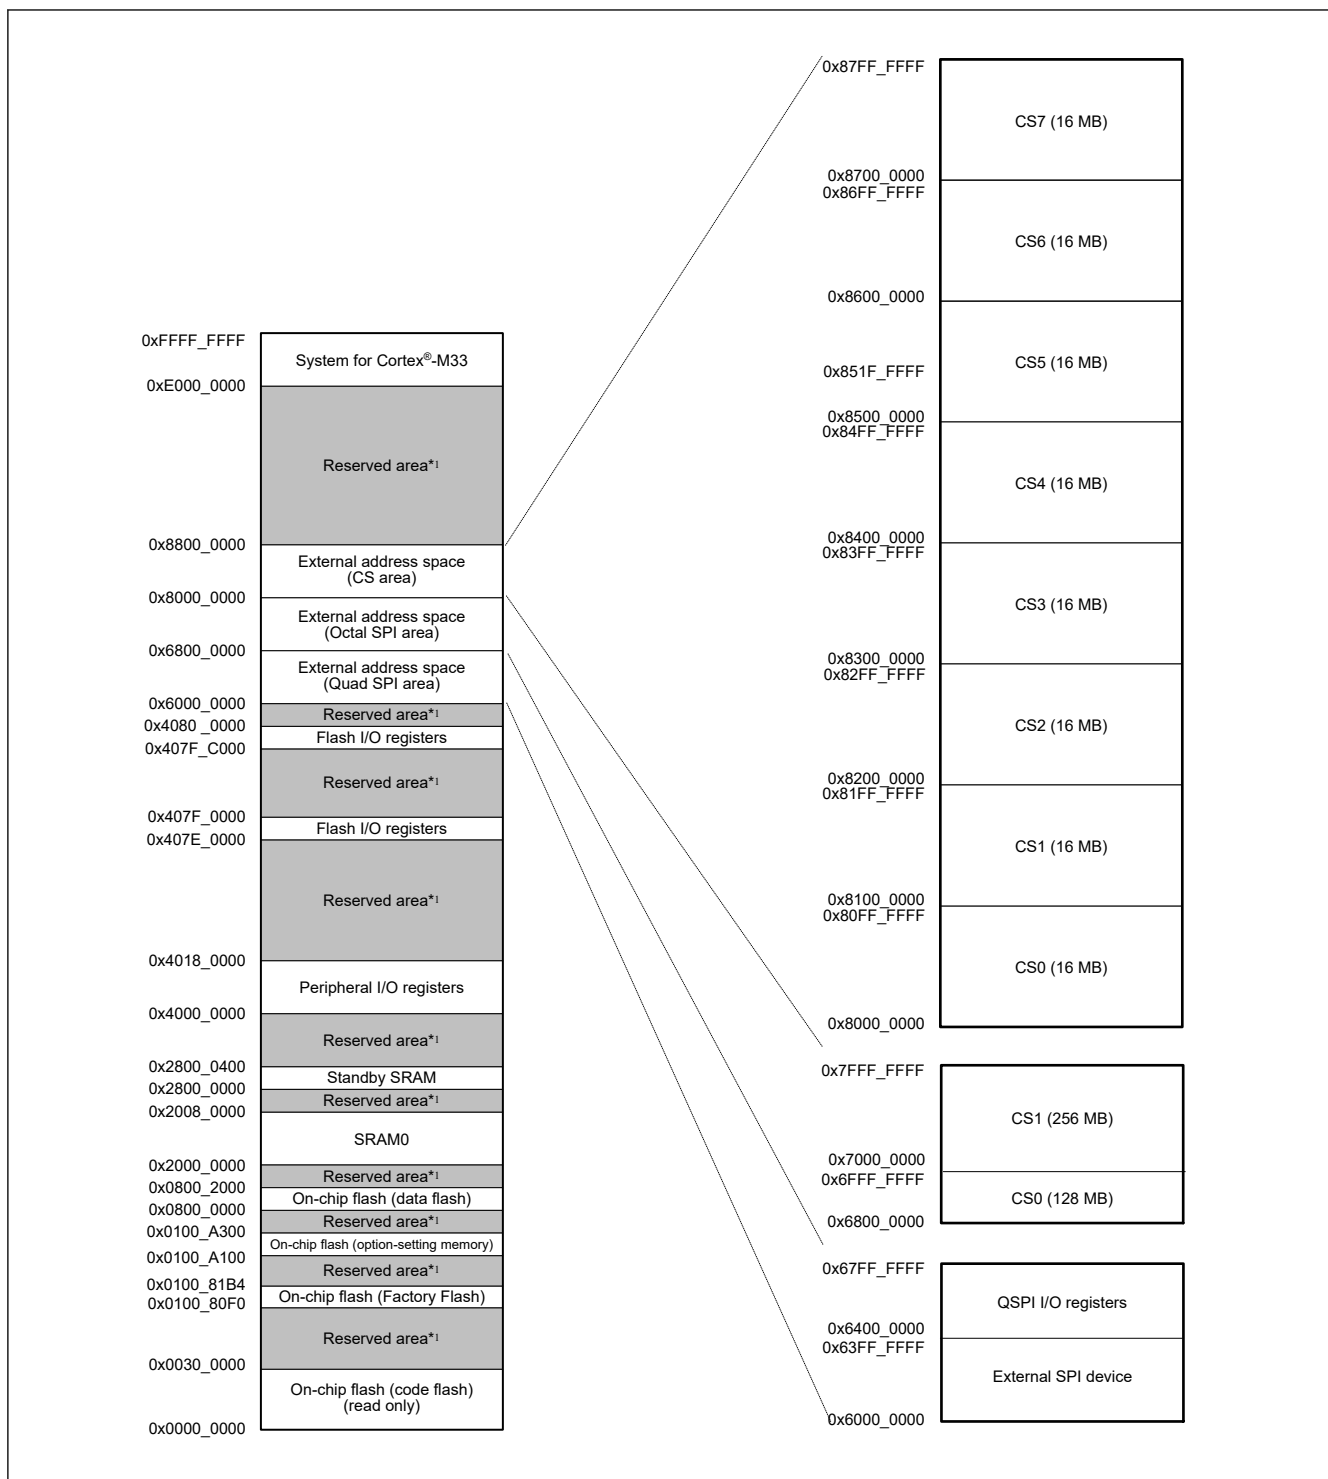 0xFFFF_FFFF
System for Cortex®-M33
0xE000_0000
Reserved area*1
0x8800_0000
External address space
(CS area)
0x8000_0000
External address space
(Octal SPI area)
0x6800_0000
External address space
(Quad SPI area)
0x6000_0000
Reserved area*1
0x4080 _0000
Flash I/O registers
0x407F_C000
Reserved area*1
0x407F_0000
Flash I/O registers
0x407E_0000
Reserved area*1
0x4018_0000
Peripheral I/O registers
0x4000_0000
Reserved area*1
0x2800_0400
Standby SRAM
0x2800_0000
Reserved area*1
0x2008_0000
SRAM0
0x2000_0000
Reserved area*1
0x0800_2000
On-chip flash (data flash)
0x0800_0000
Reserved area*1
0x0100_A300
On-chip flash (option-setting memory)
0x0100_A100
Reserved area*1
0x0100_81B4
On-chip flash (Factory Flash)
0x0100_80F0
Reserved area*1
0x0030_0000
On-chip flash (code flash)
(read only)
0x0000_0000
0x87FF_FFFF
CS7 (16 MB)
0x8700_0000
0x86FF_FFFF
CS6 (16 MB)
0x8600_0000
CS5 (16 MB)
0x851F_FFFF
0x8500_0000
0x84FF_FFFF
CS4 (16 MB)
0x8400_0000
0x83FF_FFFF
CS3 (16 MB)
0x8300_0000
0x82FF_FFFF
CS2 (16 MB)
0x8200_0000
0x81FF_FFFF
CS1 (16 MB)
0x8100_0000
0x80FF_FFFF
CS0 (16 MB)
0x8000_0000
0x7FFF_FFFF
CS1 (256 MB)
0x7000_0000
0x6FFF_FFFF
CS0 (128 MB)
0x6800_0000
0x67FF_FFFF
QSPI I/O registers
0x6400_0000
0x63FF_FFFF
External SPI device
0x6000_0000